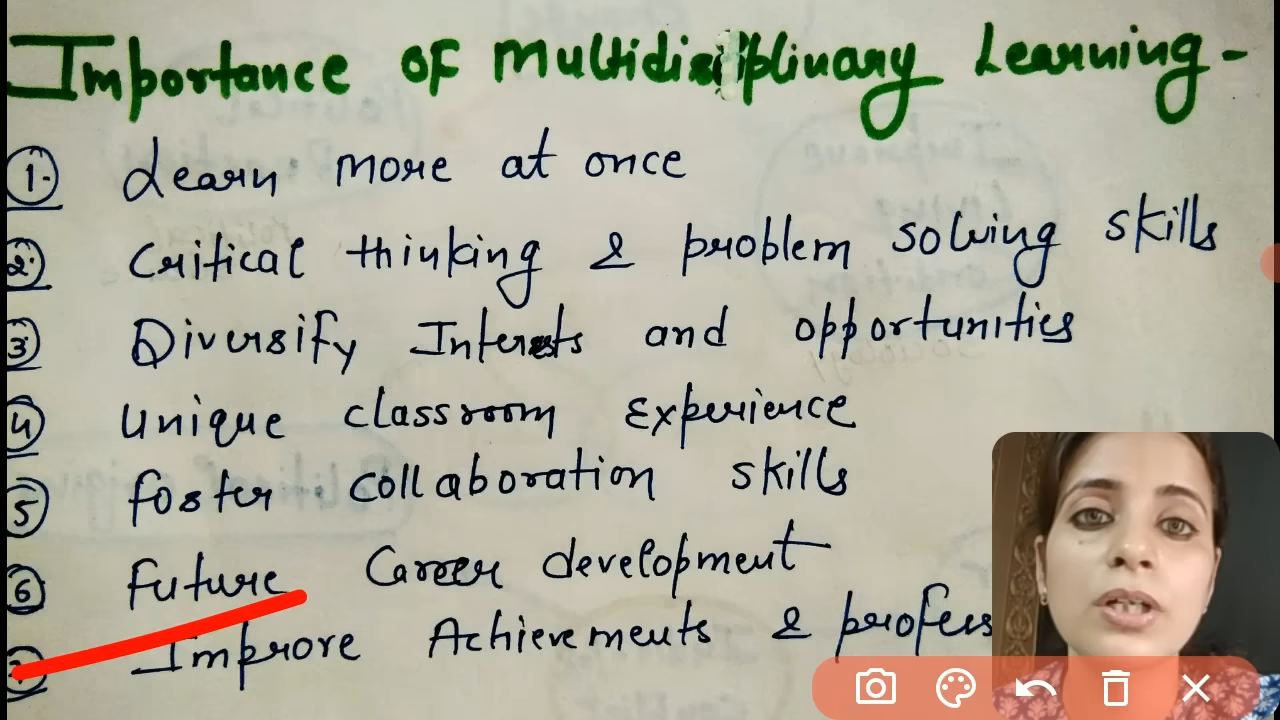 Importance of Multidisciplinary Learning-
1. Learn more at once
2. Critical thinking & problem solving skills
3 Diversify Interests and opportunities
4 Unique classroom Experience
5 foster collaboration skills
6 Future Career development
7 Improve Achievements & profess